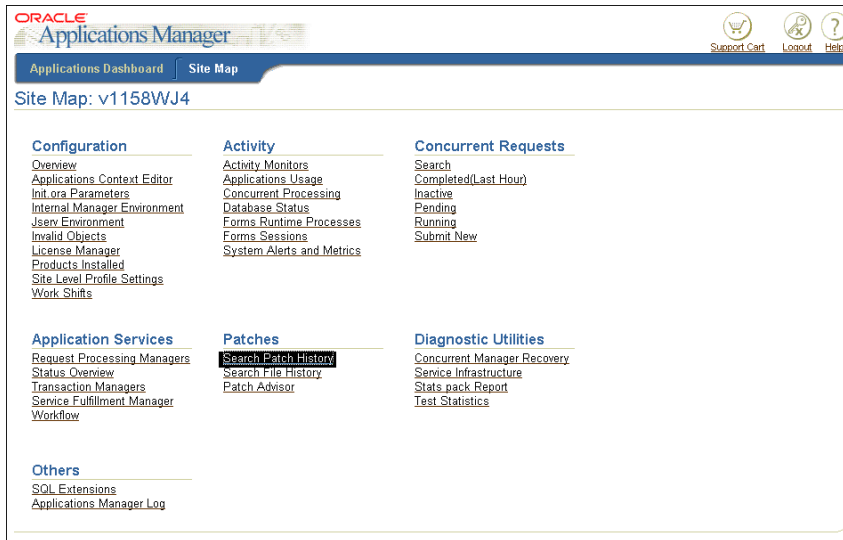 ORACLE
Applications Manager
Support Cart
Logout
Help
Applications Dashboard
Site Map
Site Map: v1158WJ4
Configuration
Overview
Applications Context Editor
Init.ora Parameters
Internal Manager Environment
Jserv Environment
Invalid Objects
License Manager
Products Installed
Site Level Profile Settings
Work Shifts
Activity
Activity Monitors
Applications Usage
Concurrent Processing
Database Status
Forms Runtime Processes
Forms Sessions
System Alerts and Metrics
Concurrent Requests
Search
Completed(Last Hour)
Inactive
Pending
Running
Submit New
Application Services
Request Processing Managers
Status Overview
Transaction Managers
Service Fulfillment Manager
Workflow
Patches
Search Patch History
Search File History
Patch Advisor
Diagnostic Utilities
Concurrent Manager Recovery
Service Infrastructure
Stats pack Report
Test Statistics
Others
SQL Extensions
Applications Manager Log